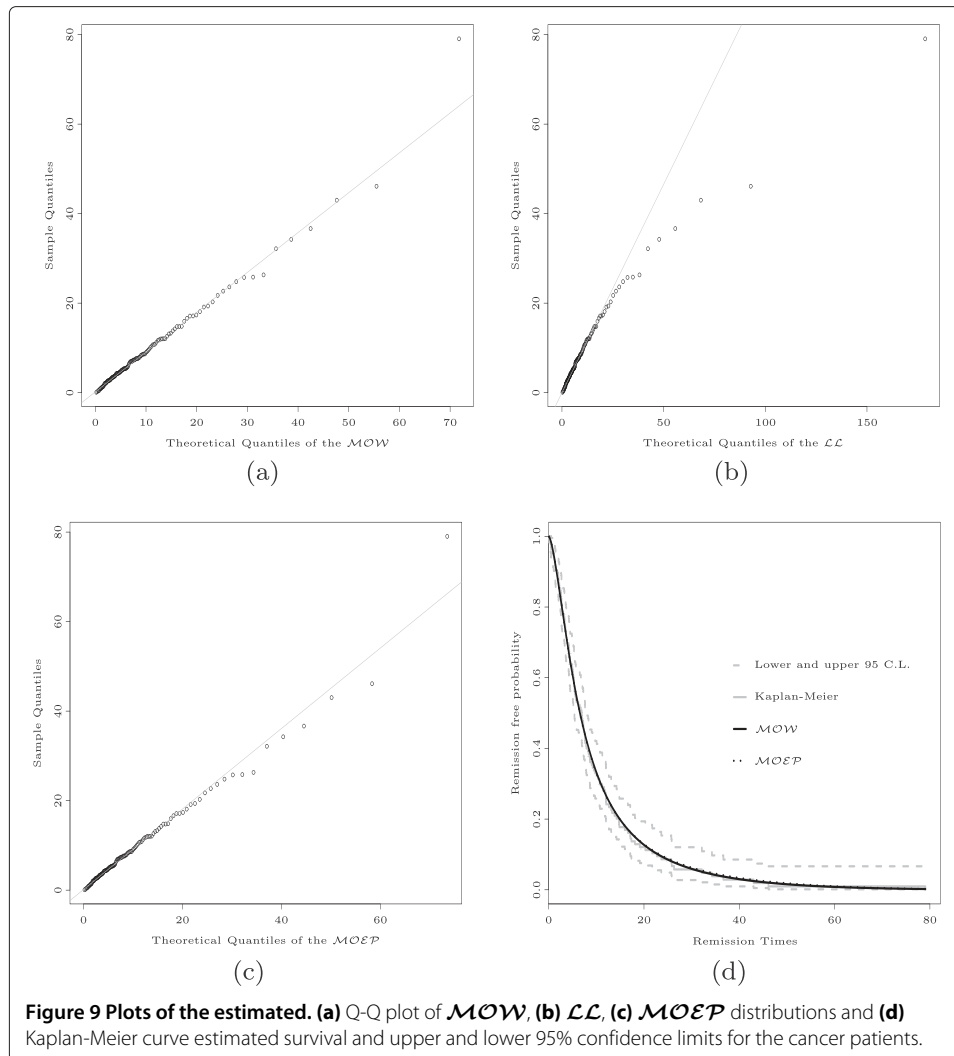 80
60
40
20
0
Sample Quantiles
0 10 20 30 40 50 60 70
Theoretical Quantiles of the 𝓜𝓞𝓦
(a)
80
60
40
20
0
Sample Quantiles
0 50 100 150
Theoretical Quantiles of the 𝓛𝓛
(b)
80
60
40
20
0
Sample Quantiles
0 20 40 60
Theoretical Quantiles of the 𝓜𝓞𝓔𝓟
(c)
1.0
0.8
0.6
0.4
0.2
0.0
Remission free probability
Lower and upper 95 C.L.
Kaplan-Meier
𝓜𝓞𝓦
𝓜𝓞𝓔𝓟
0 20 40 60 80
Remission Times
(d)
Figure 9 Plots of the estimated. (a) Q-Q plot of 𝓜𝓞𝓦, (b) 𝓛𝓛, (c) 𝓜𝓞𝓔𝓟 distributions and (d)
Kaplan-Meier curve estimated survival and upper and lower 95% confidence limits for the cancer patients.